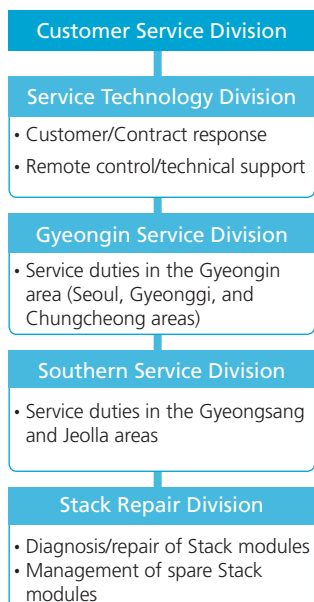 Customer Service Division
Service Technology Division
• Customer/Contract response
• Remote control/technical support
Gyeongin Service Division
• Service duties in the Gyeongin
area (Seoul, Gyeonggi, and
Chungcheong areas)
Southern Service Division
• Service duties in the Gyeongsang
and Jeolla areas
Stack Repair Division
• Diagnosis/repair of Stack modules
• Management of spare Stack
modules